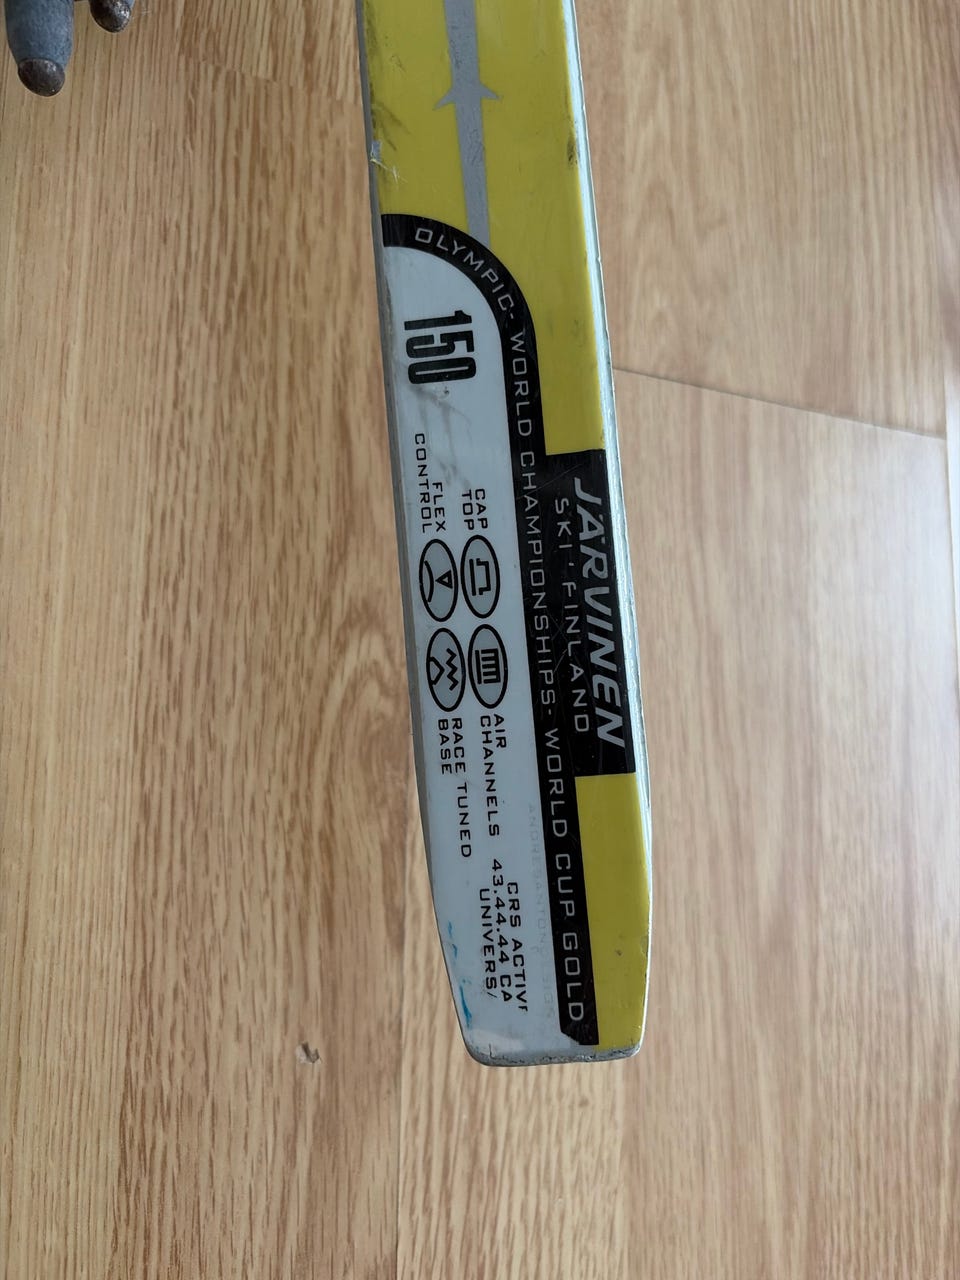 OLYMPIC- WORLD CHAMPIONSHIPS- WORLD CUP GOLD
JÄRVINEN
SKI · FINLAND
150
CAP
TOP
FLEX
CONTROL
AIR
CHANNELS
RACE TUNED
BASE
CRS ACTIV
43.44.44 CA
UNIVERS